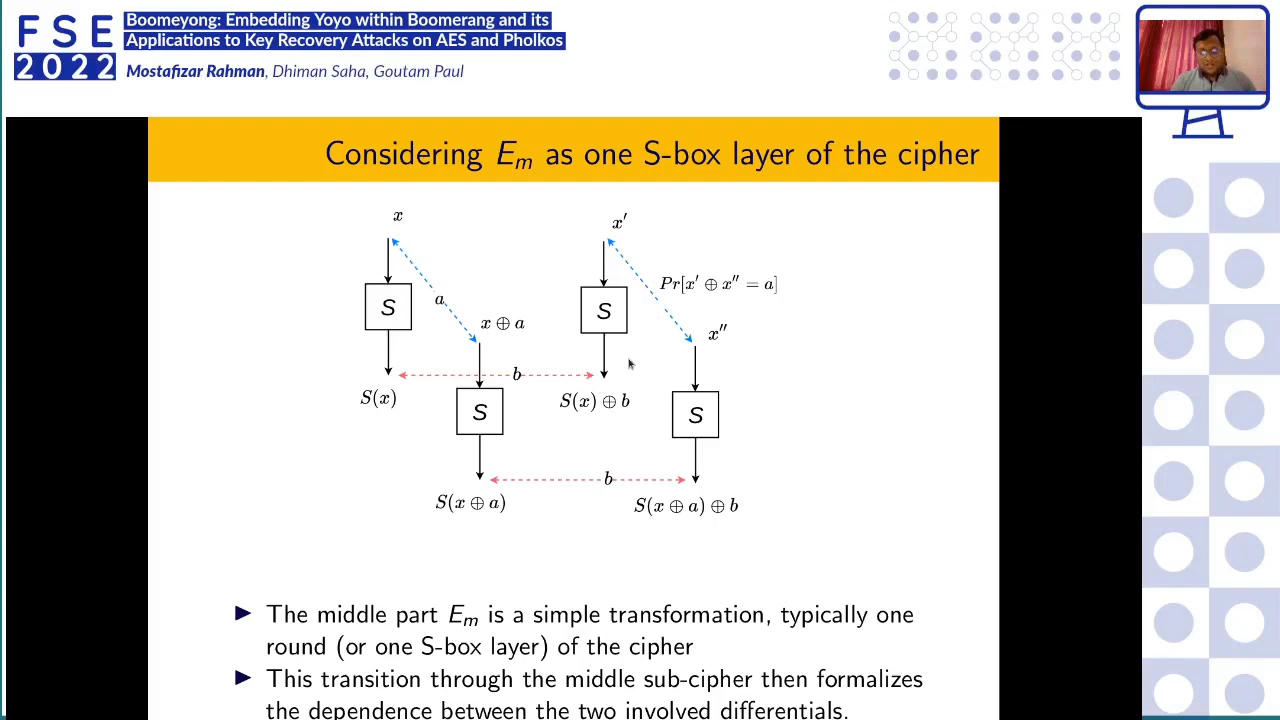 FSE
2022
Boomeyong: Embedding Yoyo within Boomerang and its
Applications to Key Recovery Attacks on AES and Pholkos
Mostafizar Rahman, Dhiman Saha, Goutam Paul
Considering Eₘ as one S-box layer of the cipher
x
x′
Pr[x′ ⊕ x″ = a]
a
S
S
x ⊕ a
x″
b
S(x)
S(x) ⊕ b
S
S
b
S(x ⊕ a)
S(x ⊕ a) ⊕ b
▶ The middle part Eₘ is a simple transformation, typically one
round (or one S-box layer) of the cipher
▶ This transition through the middle sub-cipher then formalizes
the dependence between the two involved differentials.